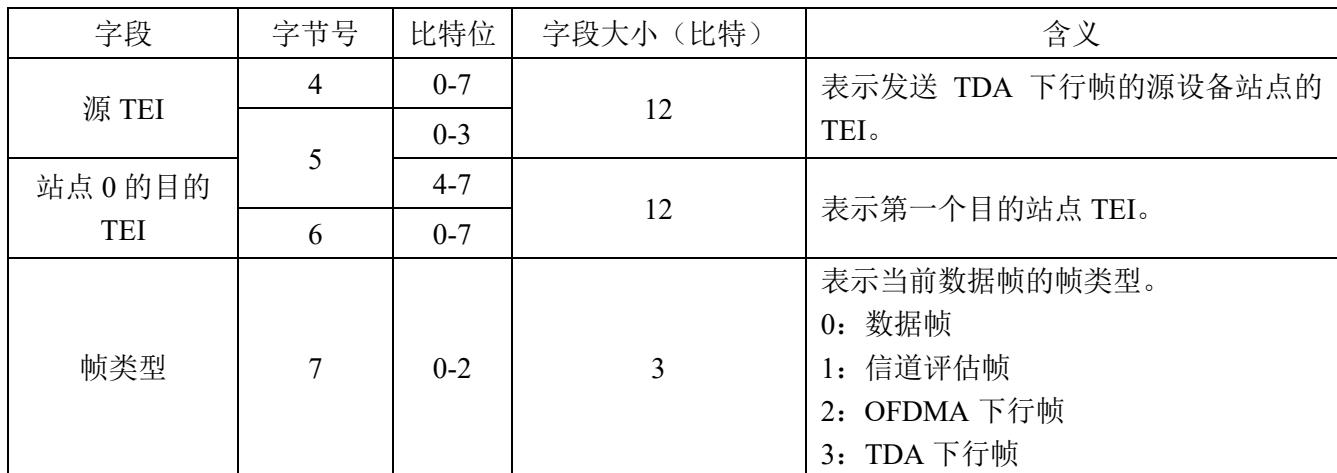 字段 字节号 比特位 字段大小（比特） 含义
源 TEI 4 0-7 12 表示发送 TDA 下行帧的源设备站点的
TEI。
5 0-3
站点 0 的目的
TEI
4-7 12 表示第一个目的站点 TEI。
6 0-7
帧类型 7 0-2 3 表示当前数据帧的帧类型。
0：数据帧
1：信道评估帧
2：OFDMA 下行帧
3：TDA 下行帧